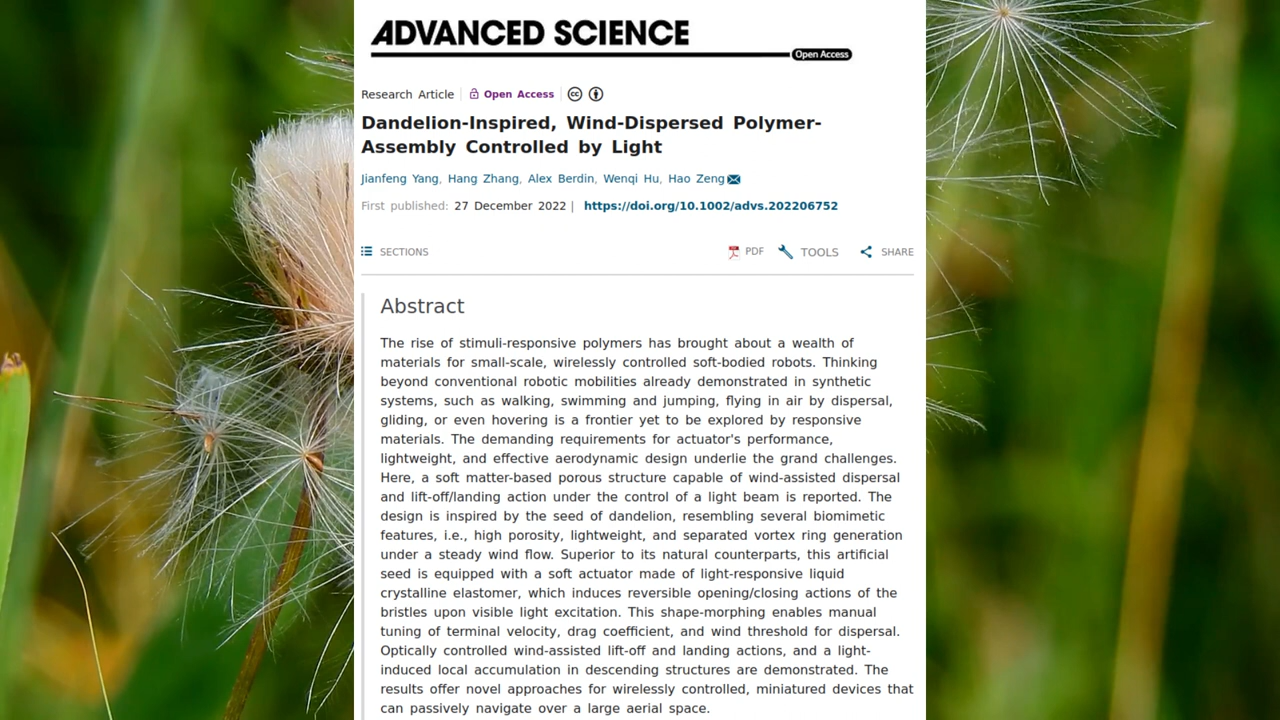 ADVANCED SCIENCE
Open Access
Research Article Open Access
Dandelion-Inspired, Wind-Dispersed Polymer-
Assembly Controlled by Light
Jianfeng Yang, Hang Zhang, Alex Berdin, Wenqi Hu, Hao Zeng
First published: 27 December 2022 | https://doi.org/10.1002/advs.202206752
SECTIONS PDF TOOLS SHARE
Abstract
The rise of stimuli-responsive polymers has brought about a wealth of
materials for small-scale, wirelessly controlled soft-bodied robots. Thinking
beyond conventional robotic mobilities already demonstrated in synthetic
systems, such as walking, swimming and jumping, flying in air by dispersal,
gliding, or even hovering is a frontier yet to be explored by responsive
materials. The demanding requirements for actuator's performance,
lightweight, and effective aerodynamic design underlie the grand challenges.
Here, a soft matter-based porous structure capable of wind-assisted dispersal
and lift-off/landing action under the control of a light beam is reported. The
design is inspired by the seed of dandelion, resembling several biomimetic
features, i.e., high porosity, lightweight, and separated vortex ring generation
under a steady wind flow. Superior to its natural counterparts, this artificial
seed is equipped with a soft actuator made of light-responsive liquid
crystalline elastomer, which induces reversible opening/closing actions of the
bristles upon visible light excitation. This shape-morphing enables manual
tuning of terminal velocity, drag coefficient, and wind threshold for dispersal.
Optically controlled wind-assisted lift-off and landing actions, and a light-
induced local accumulation in descending structures are demonstrated. The
results offer novel approaches for wirelessly controlled, miniatured devices that
can passively navigate over a large aerial space.